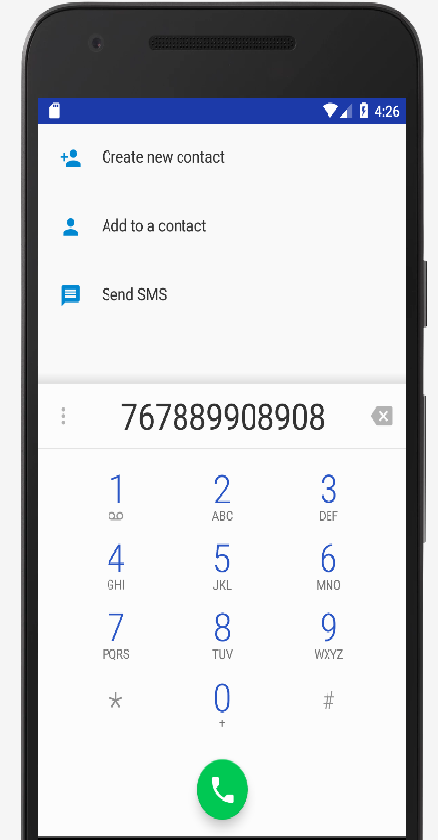 4:26
Create new contact
Add to a contact
Send SMS
767889908908
1 2 3
ABC DEF
4 5 6
GHI JKL MNO
7 8 9
PQRS TUV WXYZ
* 0 #
+